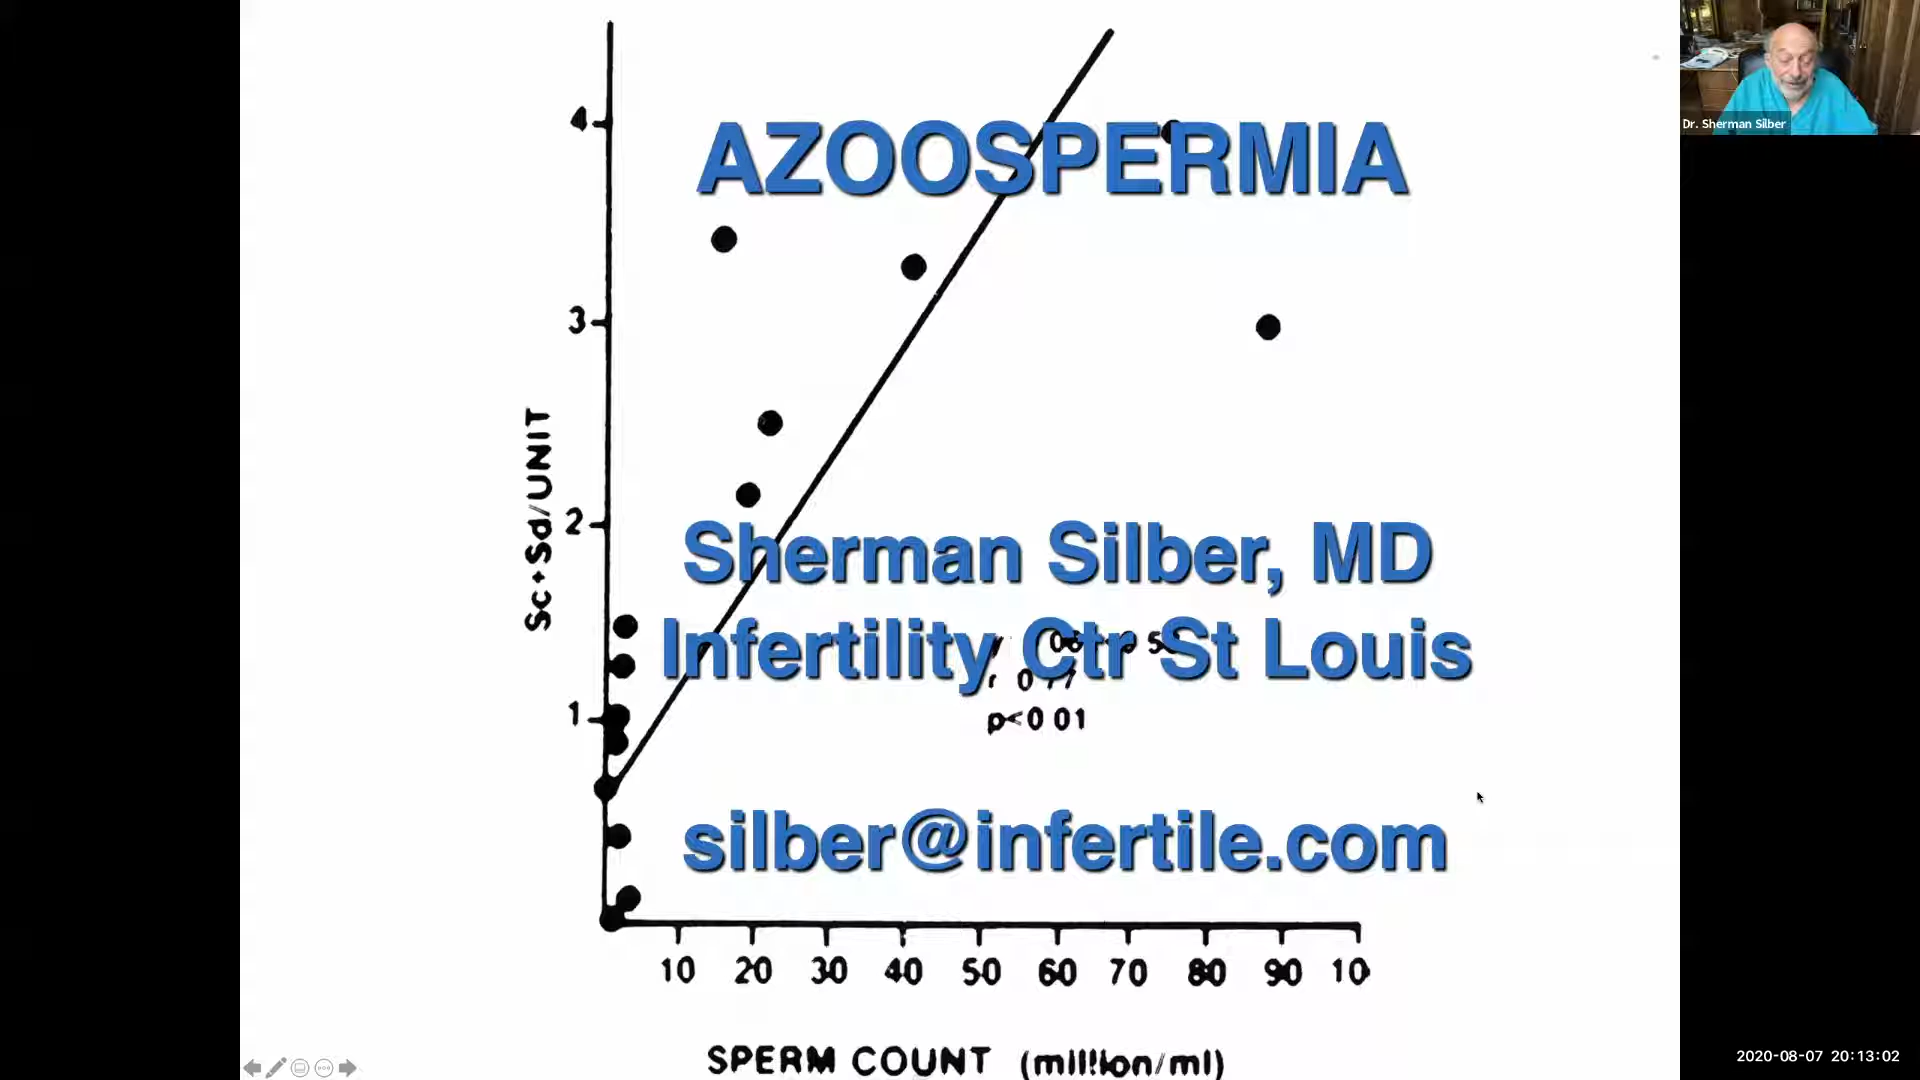 AZOOSPERMIA
Dr. Sherman Silber
4
3
Sc+Sd/UNIT
2
Sherman Silber, MD
Infertility Ctr St Louis
1
p<0 01
silber@infertile.com
10 20 30 40 50 60 70 80 90 10
SPERM COUNT (million/ml)
2020-08-07 20:13:02